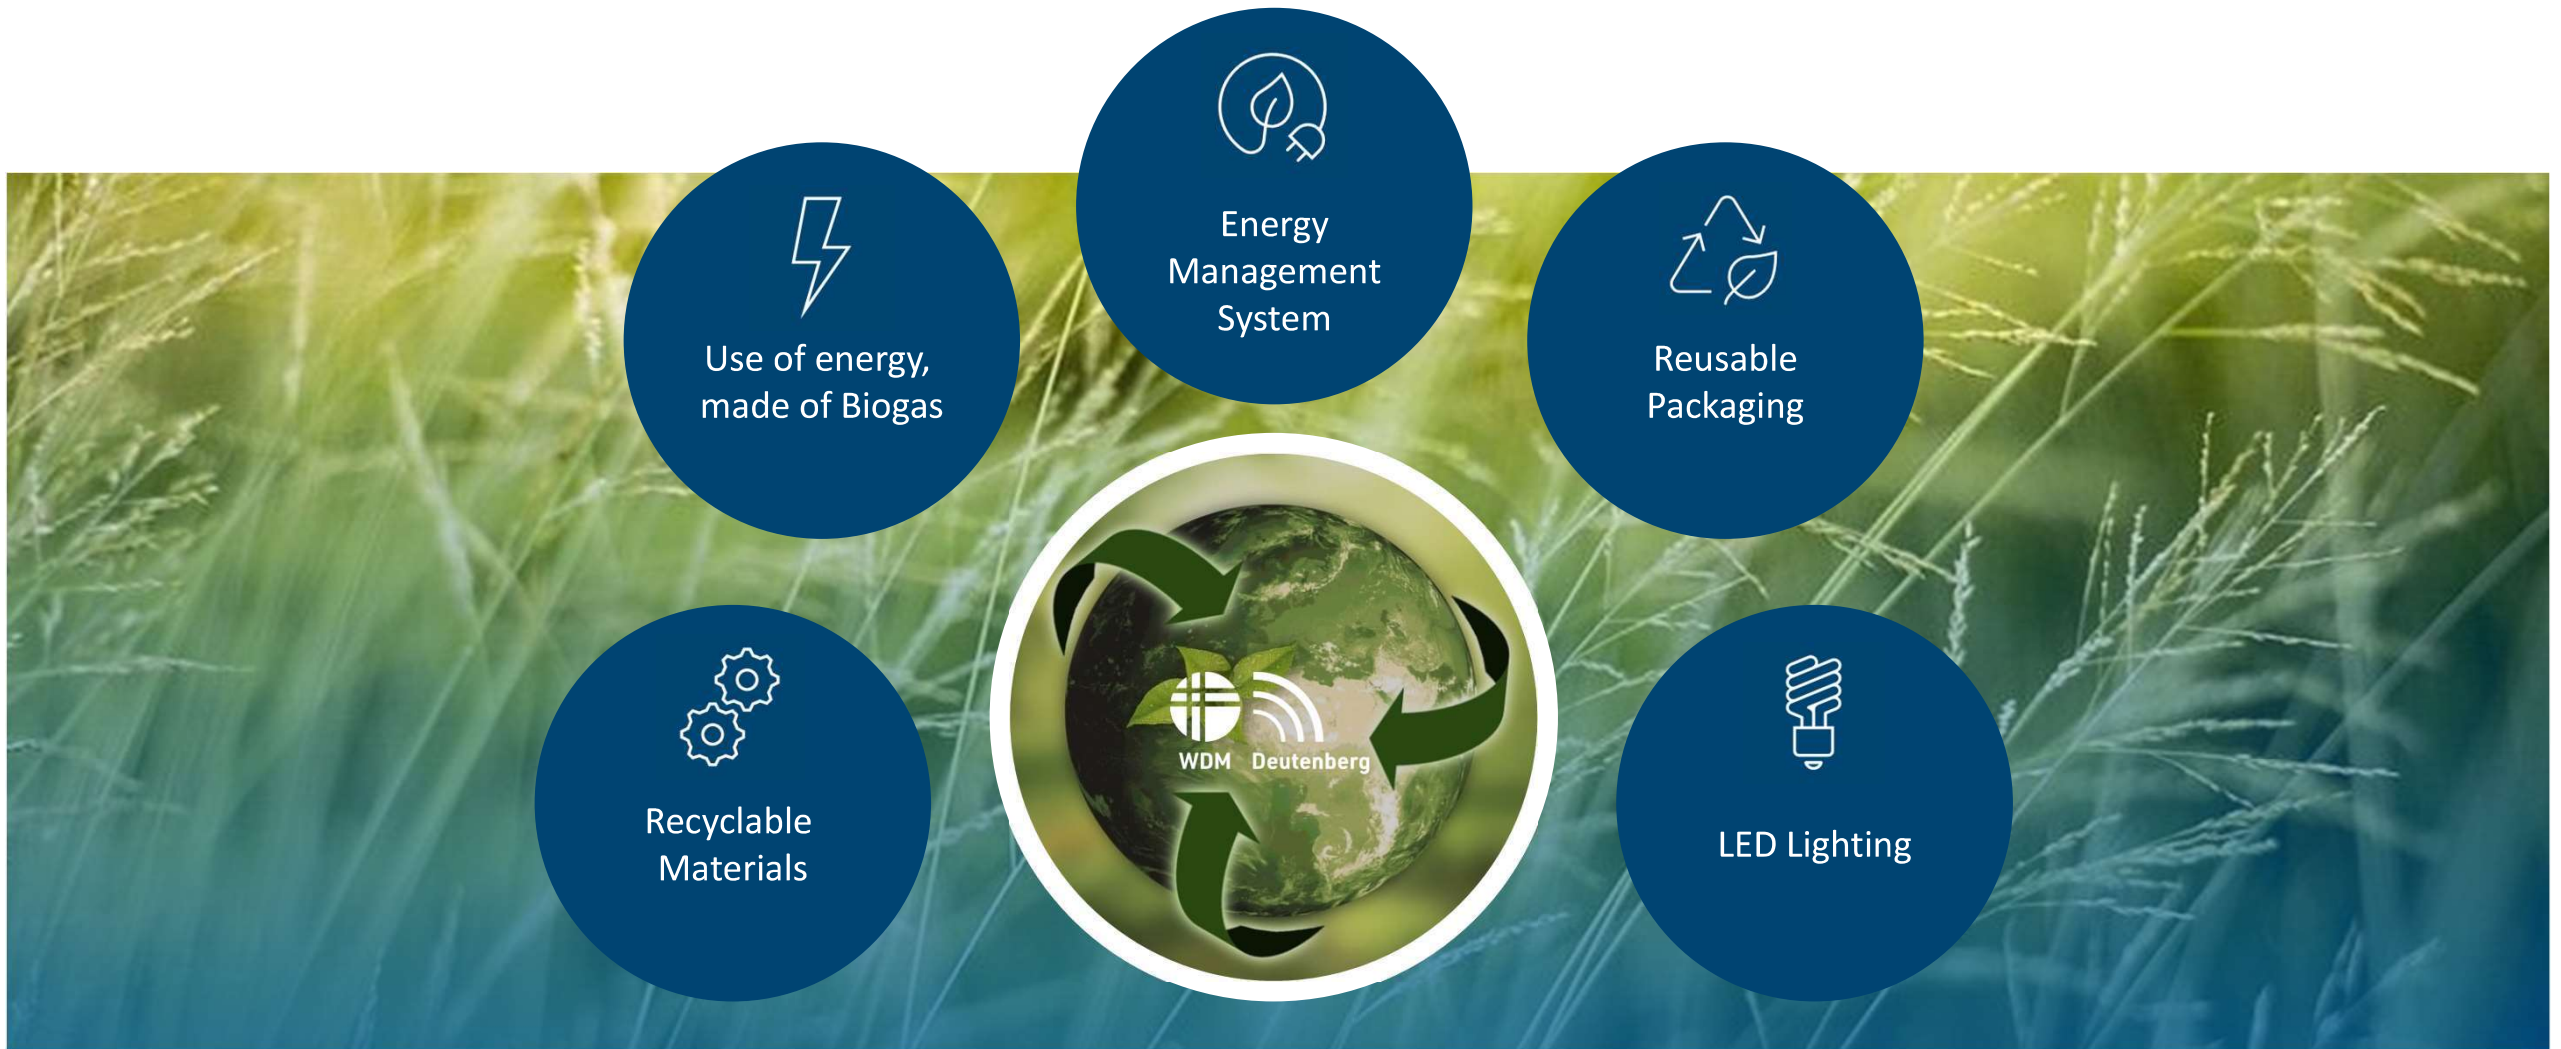 Energy
Management
System
Use of energy,
made of Biogas
Reusable
Packaging
Recyclable
Materials
WDM Deutenberg
LED Lighting